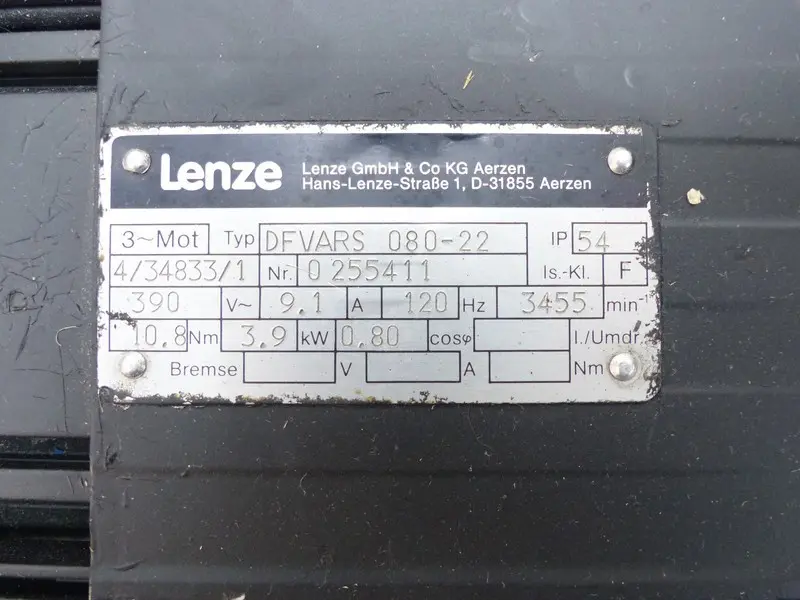 Lenze Lenze GmbH & Co KG Aerzen
Hans-Lenze-Straße 1, D-31855 Aerzen
3~Mot Typ DFVARS 080-22 IP 54
4/34833/1 Nr. 0255411 Is.-Kl. F
390 V~ 9.1 A 120 Hz 3455 min-1
10.8 Nm 3.9 kW 0.80 cosφ I./Umdr.
Bremse V A Nm